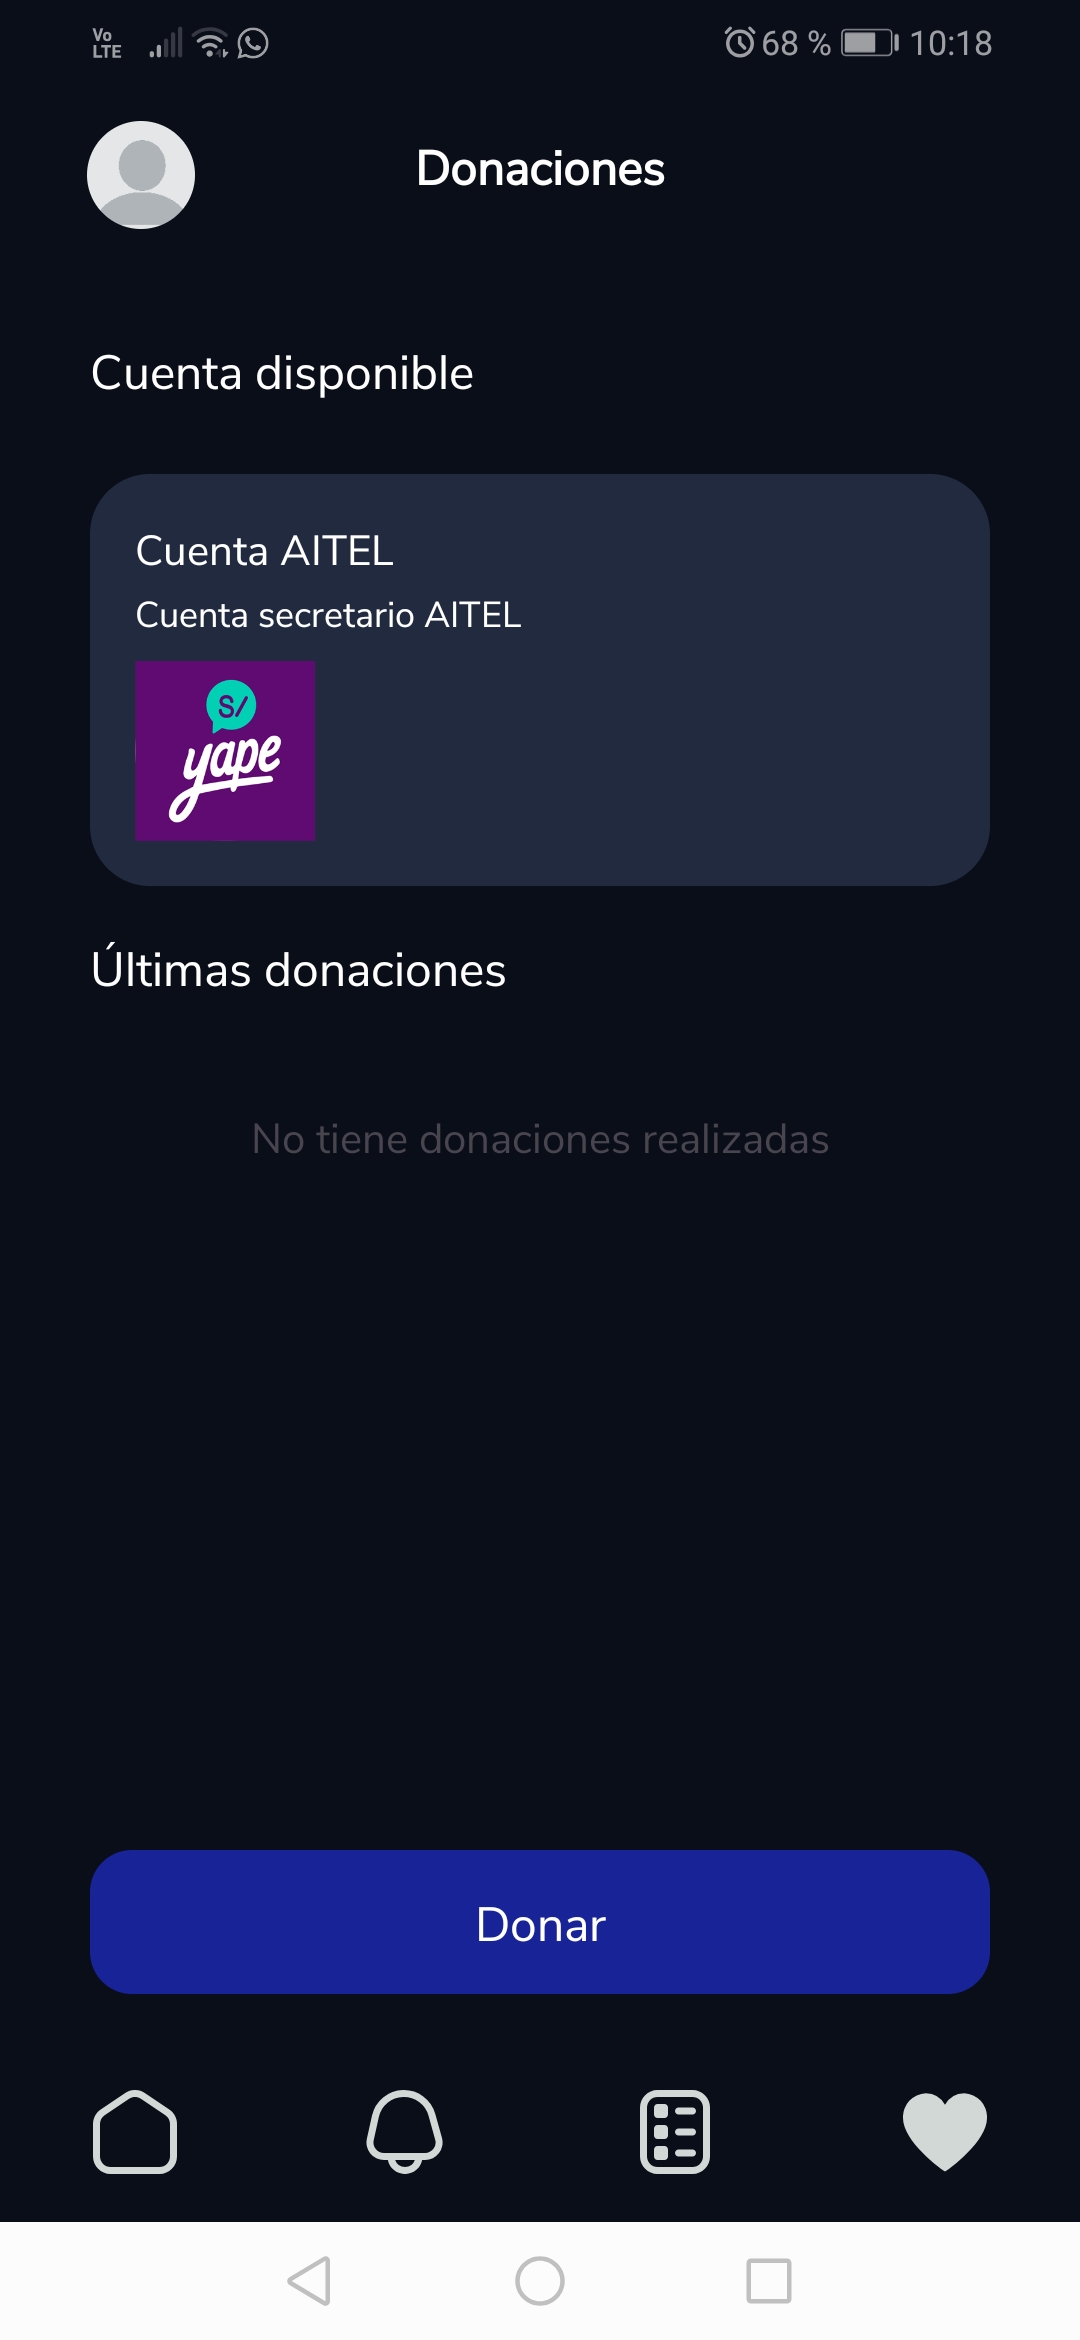 Vo
LTE
68 %
10:18
Donaciones
Cuenta disponible
Cuenta AITEL
Cuenta secretario AITEL
S/
yape
Últimas donaciones
No tiene donaciones realizadas
Donar